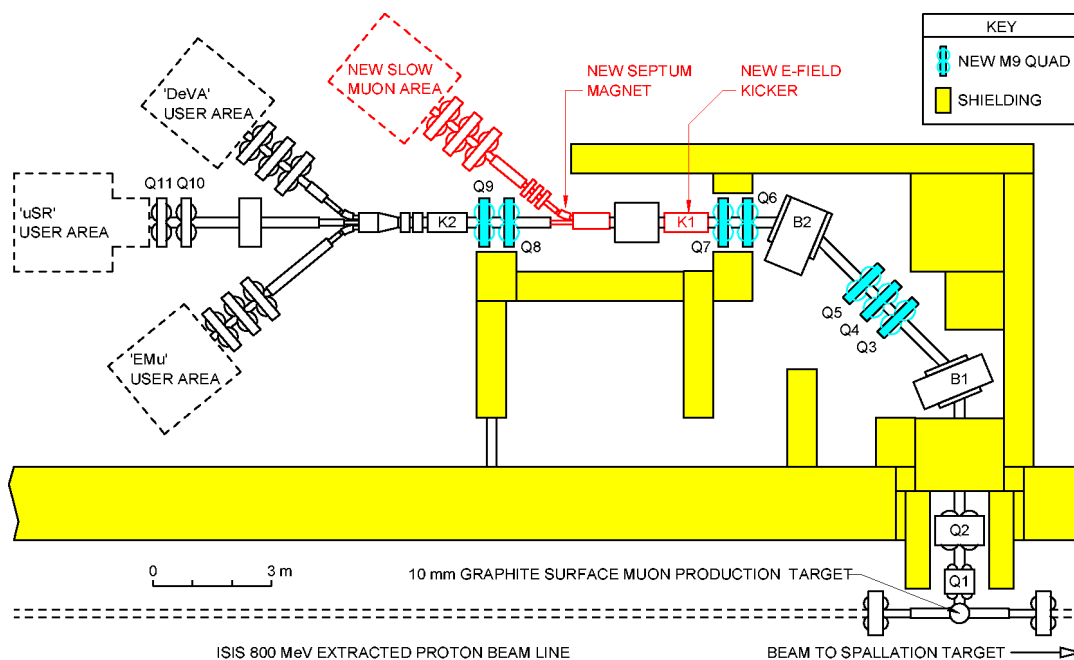 KEY
NEW M9 QUAD
SHIELDING
'DeVA'
USER AREA
NEW SLOW
MUON AREA
NEW SEPTUM
MAGNET
NEW E-FIELD
KICKER
Q11 Q10
Q9
Q6
'uSR'
USER AREA
K2
K1
B2
Q8
Q7
Q5
Q4
Q3
'EMu'
USER AREA
B1
Q2
0
3 m
10 mm GRAPHITE SURFACE MUON PRODUCTION TARGET
Q1
ISIS 800 MeV EXTRACTED PROTON BEAM LINE
BEAM TO SPALLATION TARGET